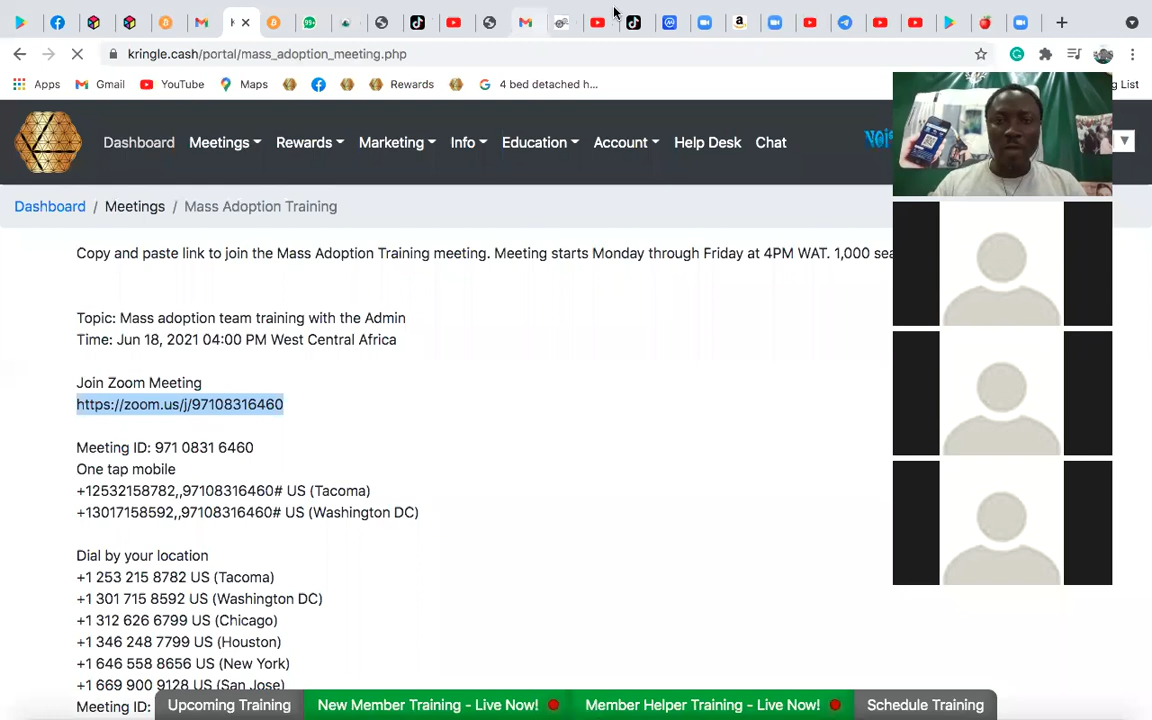 99+
kringle.cash/portal/mass_adoption_meeting.php
Apps Gmail YouTube Maps Rewards 4 bed detached h... g List
Dashboard Meetings Rewards Marketing Info Education Account Help Desk Chat
Dashboard / Meetings / Mass Adoption Training
Copy and paste link to join the Mass Adoption Training meeting. Meeting starts Monday through Friday at 4PM WAT. 1,000 sea
Topic: Mass adoption team training with the Admin
Time: Jun 18, 2021 04:00 PM West Central Africa
Join Zoom Meeting
https://zoom.us/j/97108316460
Meeting ID: 971 0831 6460
One tap mobile
+12532158782,,97108316460# US (Tacoma)
+13017158592,,97108316460# US (Washington DC)
Dial by your location
+1 253 215 8782 US (Tacoma)
+1 301 715 8592 US (Washington DC)
+1 312 626 6799 US (Chicago)
+1 346 248 7799 US (Houston)
+1 646 558 8656 US (New York)
+1 669 900 9128 US (San Jose)
Meeting ID:
Upcoming Training New Member Training - Live Now! Member Helper Training - Live Now! Schedule Training